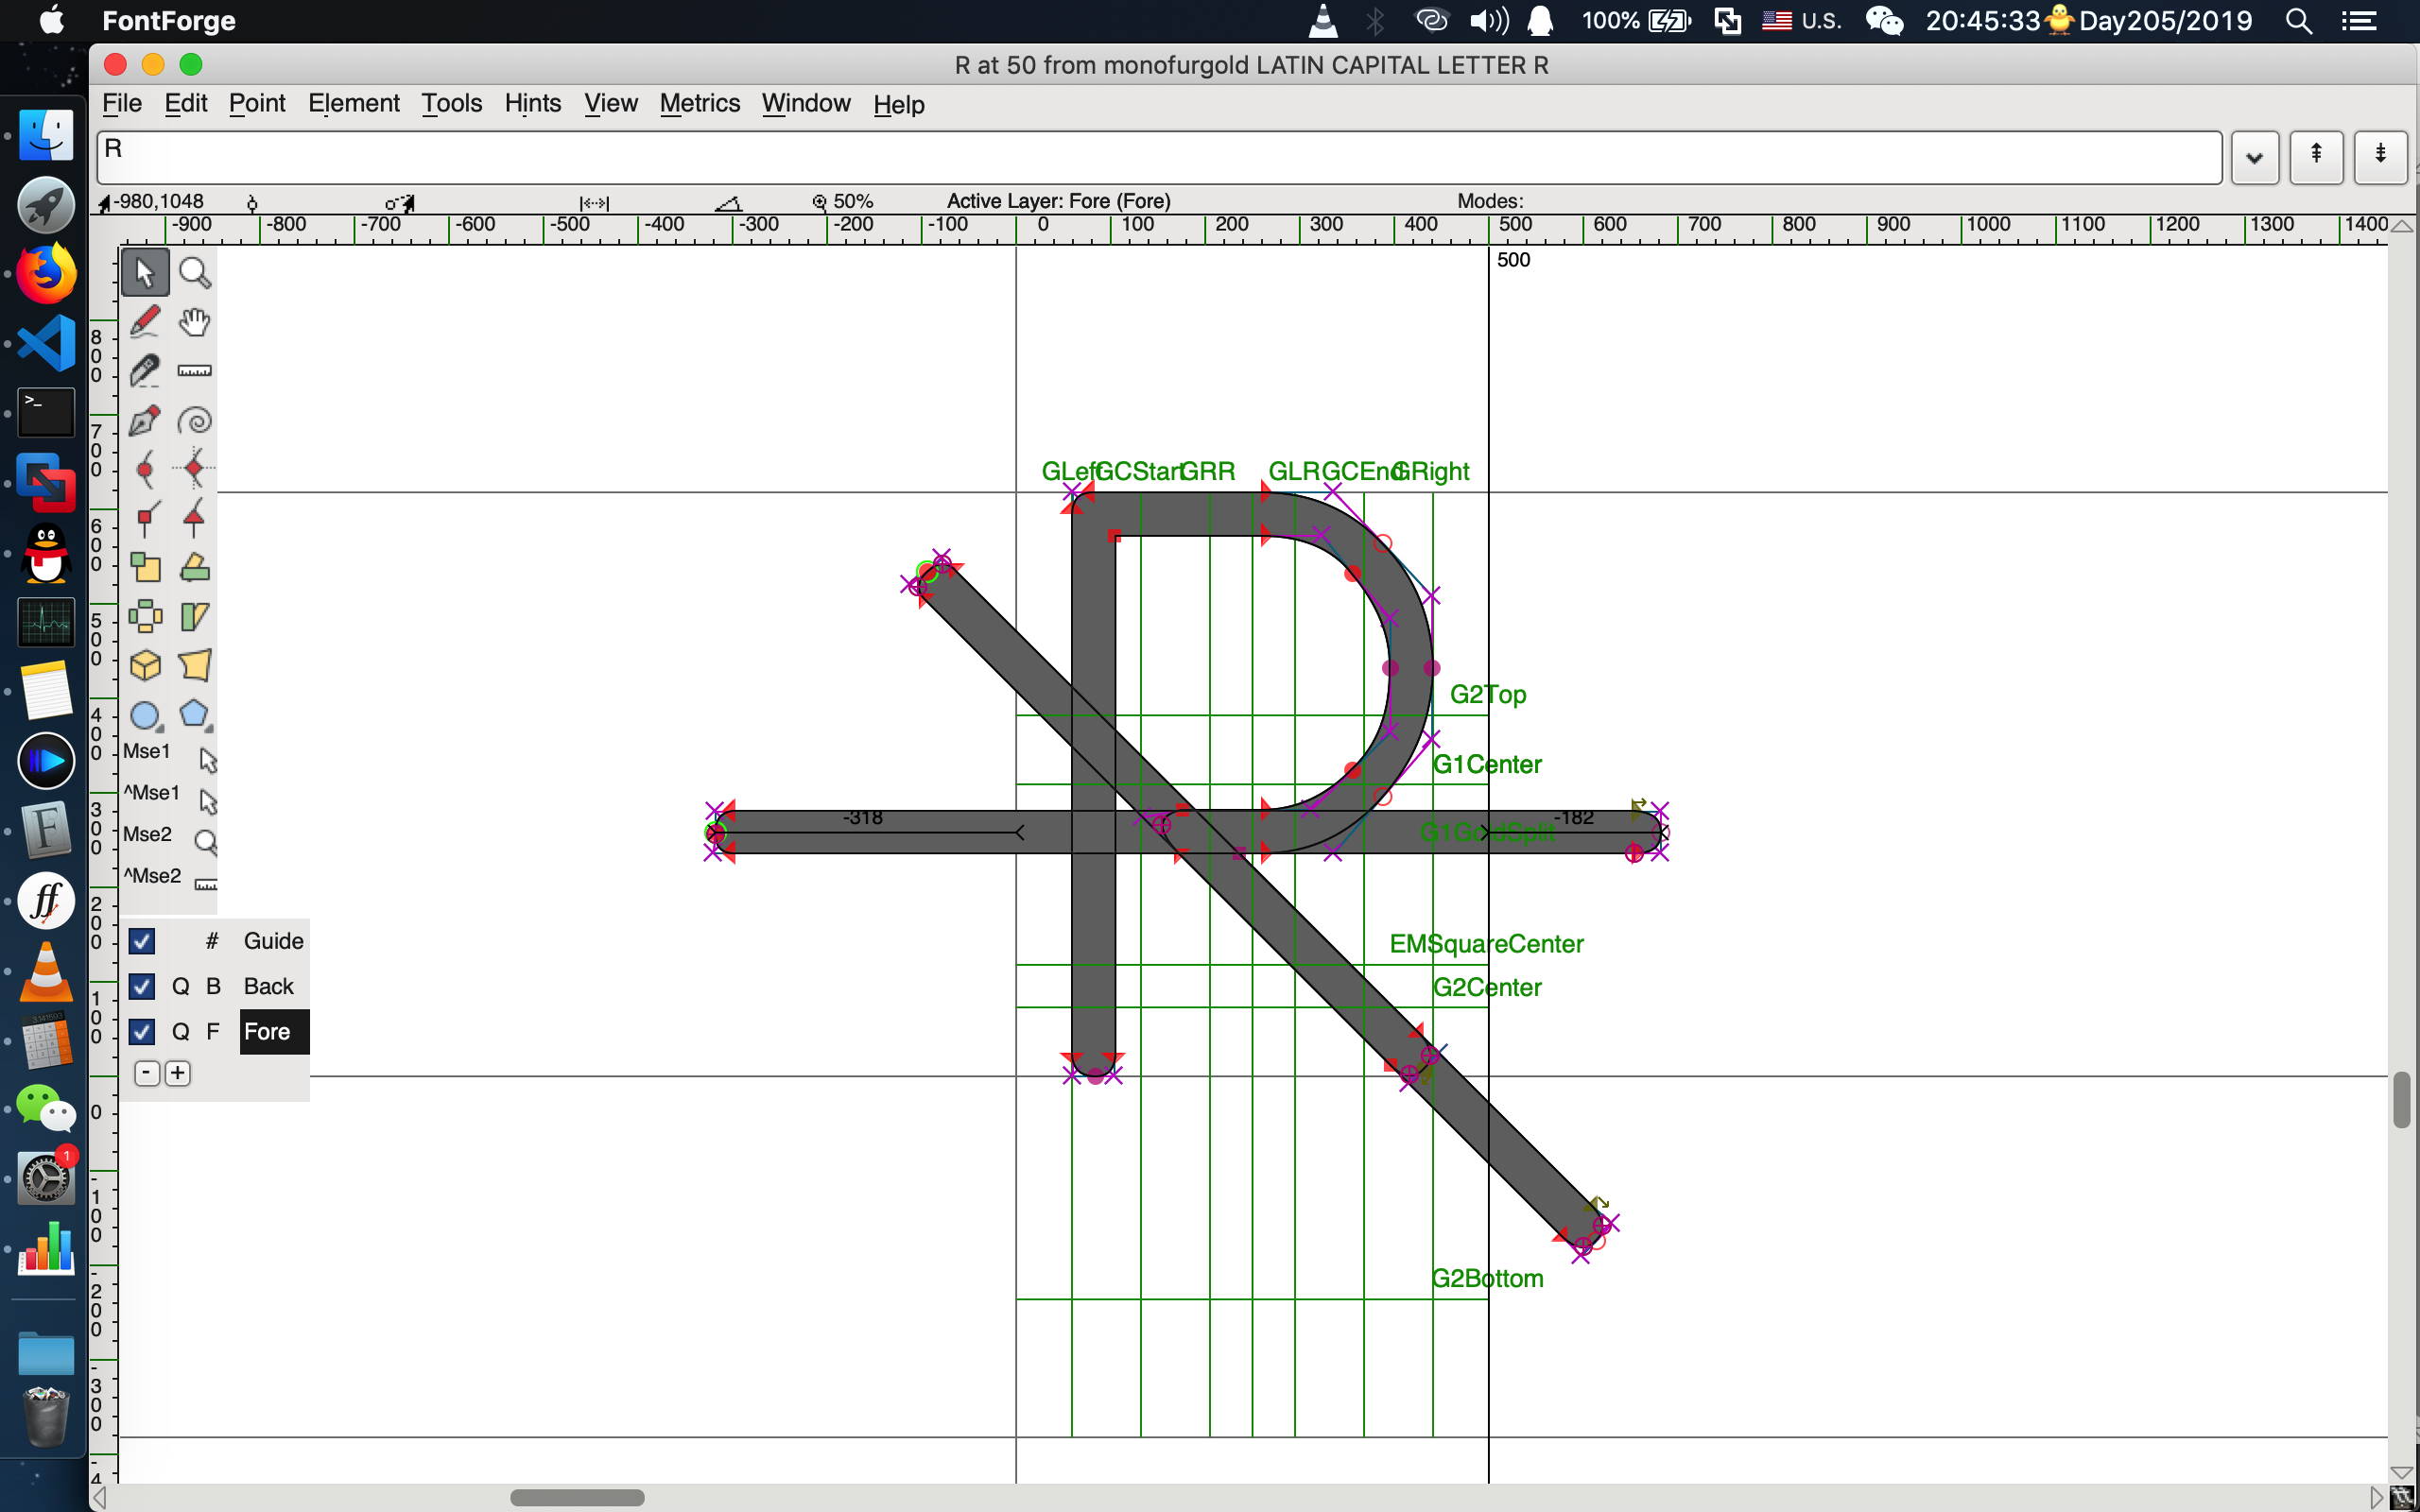 FontForge
100%
U.S.
20:45:33🐥Day205/2019
R at 50 from monofurgold LATIN CAPITAL LETTER R
File Edit Point Element Tools Hints View Metrics Window Help
R
-980,1048
50%
Active Layer: Fore (Fore)
Modes:
-900 -800 -700 -600 -500 -400 -300 -200 -100 0 100 200 300 400 500 600 700 800 900 1000 1100 1200 1300 1400
500
800
700
600
500
400
300
200
100
0
-100
-200
-300
-4
GLeft GCStart GRR GLR GCEnd GRight
G2Top
G1Center
-318
-182
G1GoldSplit
EMSquareCenter
G2Center
G2Bottom
Mse1
^Mse1
Mse2
^Mse2
# Guide
Q B Back
Q F Fore
- +
>_
F
ff
1